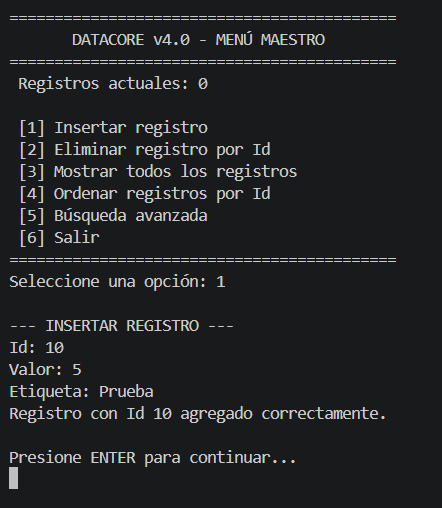 ===========================================
DATACORE v4.0 - MENÚ MAESTRO
===========================================
Registros actuales: 0
[1] Insertar registro
[2] Eliminar registro por Id
[3] Mostrar todos los registros
[4] Ordenar registros por Id
[5] Búsqueda avanzada
[6] Salir
===========================================
Seleccione una opción: 1
--- INSERTAR REGISTRO ---
Id: 10
Valor: 5
Etiqueta: Prueba
Registro con Id 10 agregado correctamente.
Presione ENTER para continuar...